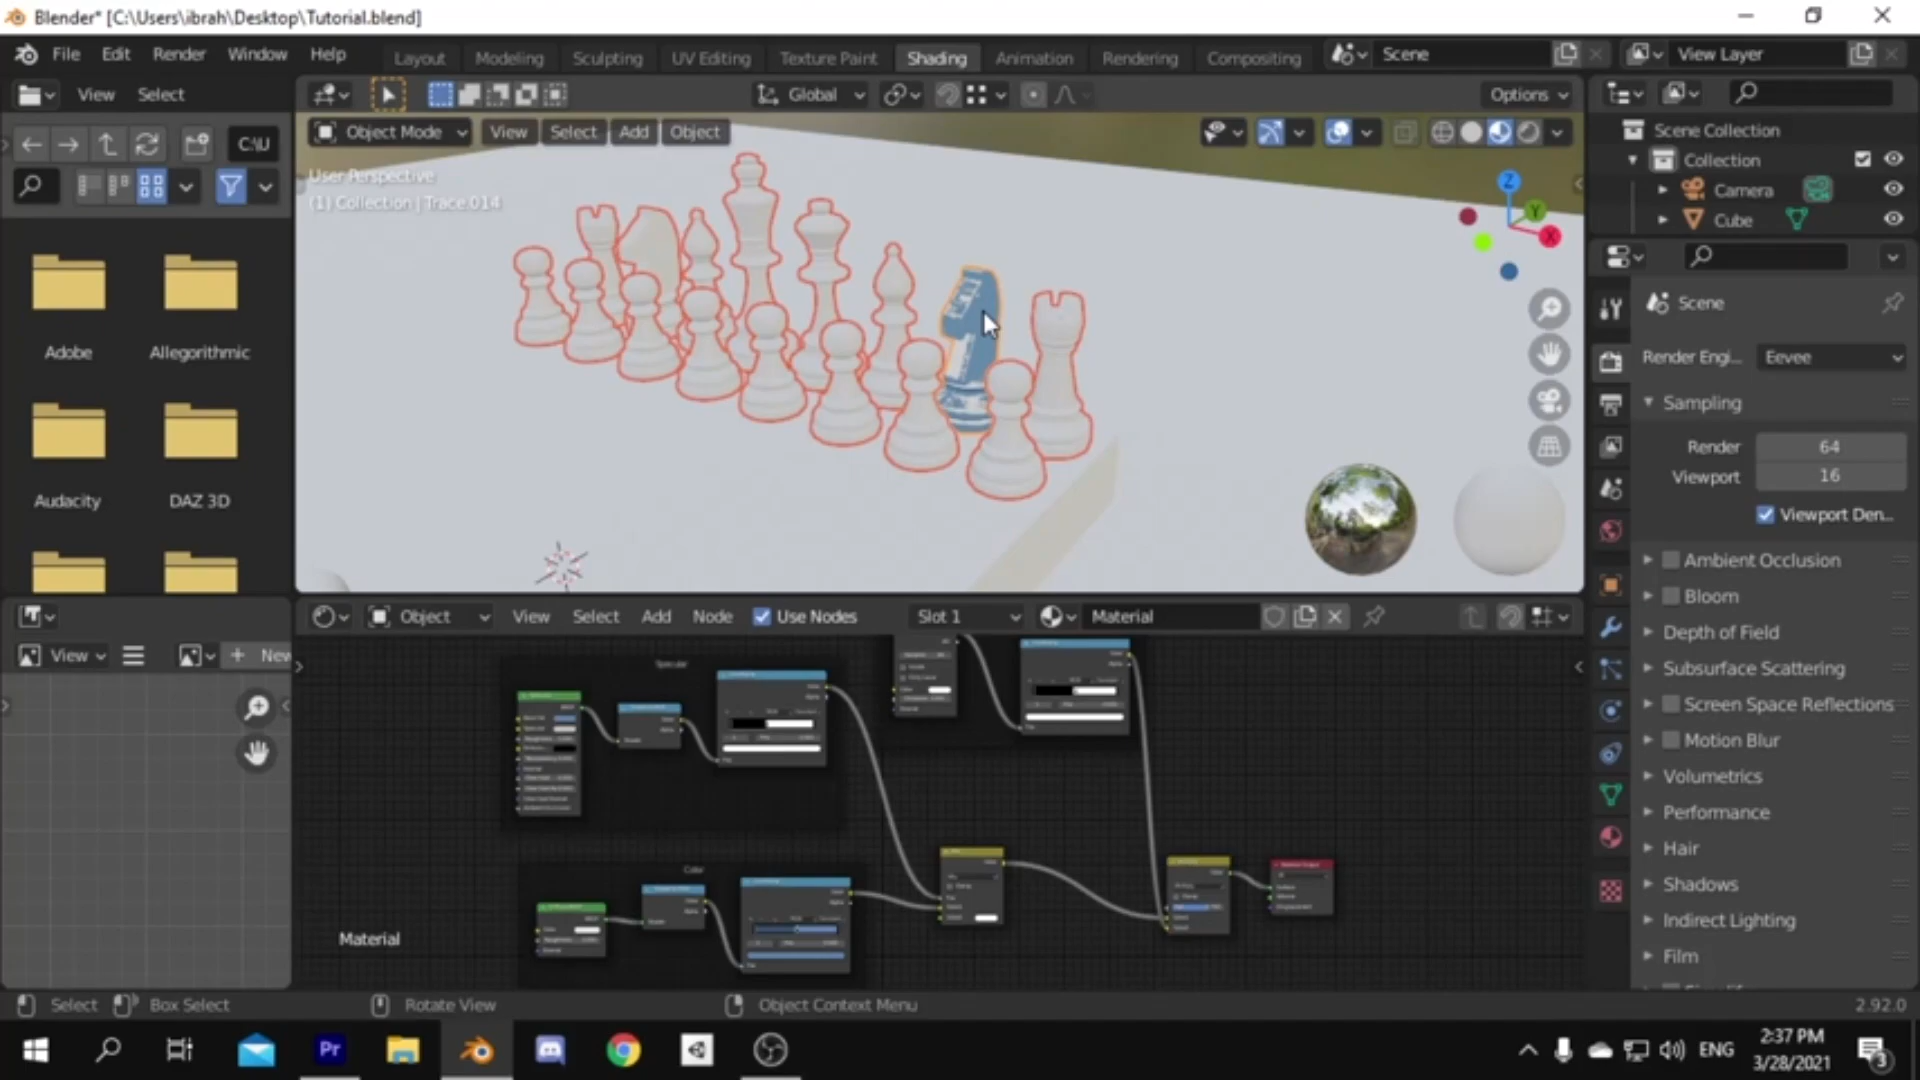 Blender* [C:\Users\ibrah\Desktop\Tutorial.blend]
File Edit Render Window Help
Layout Modeling Sculpting UV Editing Texture Paint Shading Animation Rendering Compositing
Scene
View Layer
View Select
Global
Options
Object Mode View Select Add Object
C:\U
User Perspective
(1) Collection | Trace.014
Z
Y
X
Scene Collection
Collection
Camera
Cube
Adobe
Allegorithmic
Audacity
DAZ 3D
Scene
Render Engi... Eevee
Sampling
Render 64
Viewport 16
Viewport Den...
Ambient Occlusion
Bloom
Depth of Field
Subsurface Scattering
Screen Space Reflections
Motion Blur
Volumetrics
Performance
Hair
Shadows
Indirect Lighting
Film
View
New
Object View Select Add Node Use Nodes Slot 1 Material
Specular
Color
Material
Select Box Select Rotate View Object Context Menu
2.92.0
Pr
ENG
2:37 PM
3/28/2021
3